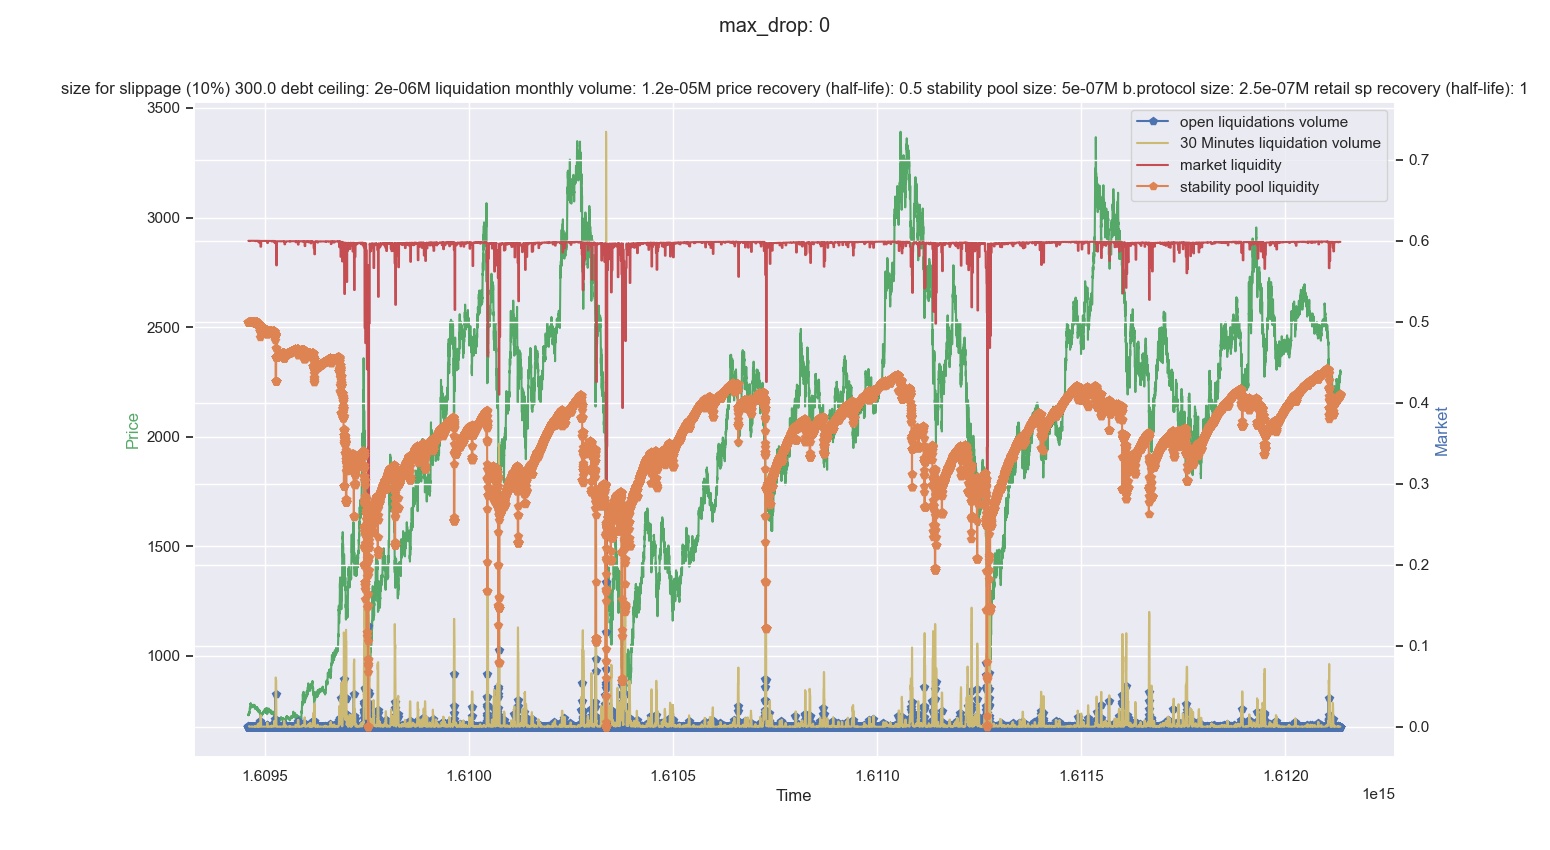 max_drop: 0
size for slippage (10%) 300.0 debt ceiling: 2e-06M liquidation monthly volume: 1.2e-05M price recovery (half-life): 0.5 stability pool size: 5e-07M b.protocol size: 2.5e-07M retail sp recovery (half-life): 1
3500
3000
2500
2000
1500
1000
Price
open liquidations volume
30 Minutes liquidation volume
market liquidity
stability pool liquidity
0.7
0.6
0.5
0.4
0.3
0.2
0.1
0.0
Market
1.6095 1.6100 1.6105 1.6110 1.6115 1.6120
Time
1e15